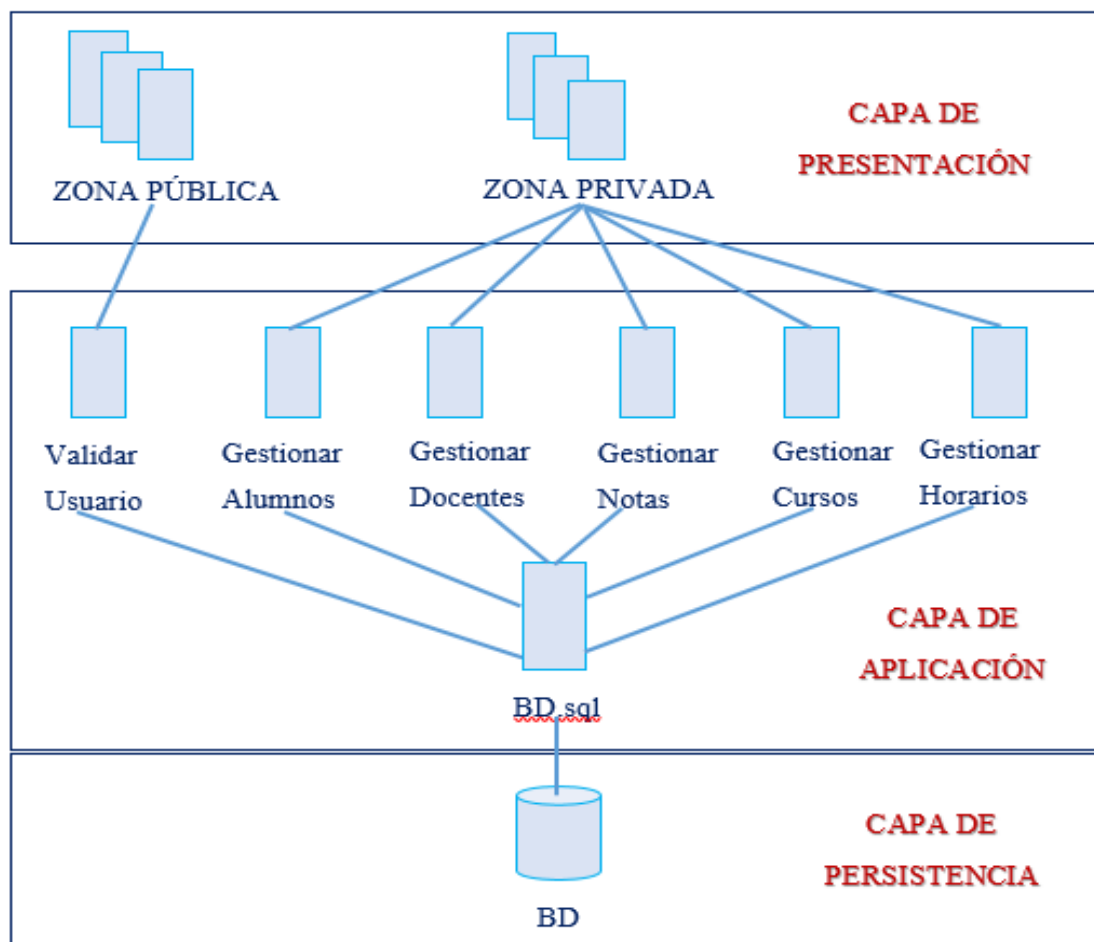 CAPA DE
PRESENTACIÓN
ZONA PÚBLICA
ZONA PRIVADA
Validar
Usuario
Gestionar
Alumnos
Gestionar
Docentes
Gestionar
Notas
Gestionar
Cursos
Gestionar
Horarios
CAPA DE
APLICACIÓN
BD.sql
CAPA DE
PERSISTENCIA
BD